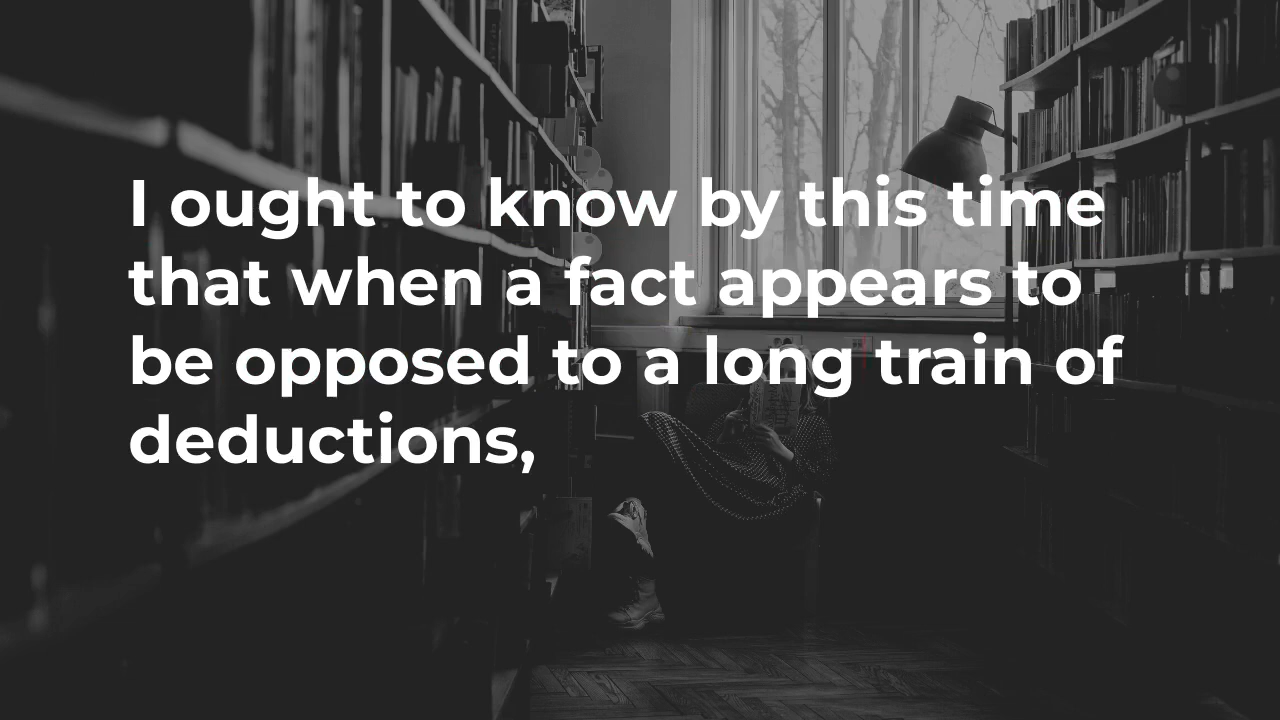 I ought to know by this time
that when a fact appears to
be opposed to a long train of
deductions,